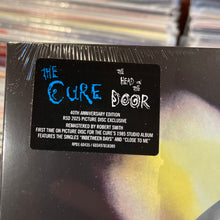 THE CURE
THE HEAD ON THE DOOR
40TH ANNIVERSARY EDITION
RSD 2025 PICTURE DISC EXCLUSIVE
REMASTERED BY ROBERT SMITH
FIRST TIME ON PICTURE DISC FOR THE CURE'S 1985 STUDIO ALBUM
FEATURES THE SINGLES "INBETWEEN DAYS" AND "CLOSE TO ME"